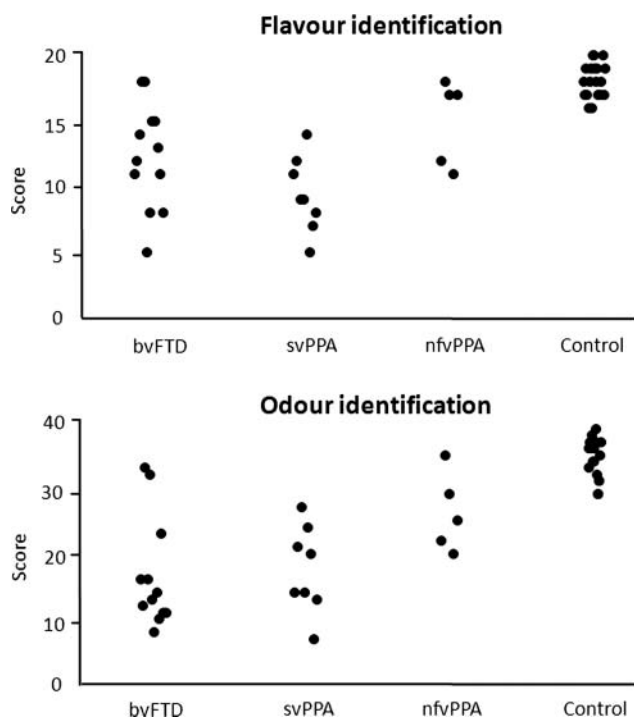 Flavour identification
20
15
10
5
0
Score
bvFTD svPPA nfvPPA Control
Odour identification
40
30
20
10
0
Score
bvFTD svPPA nfvPPA Control